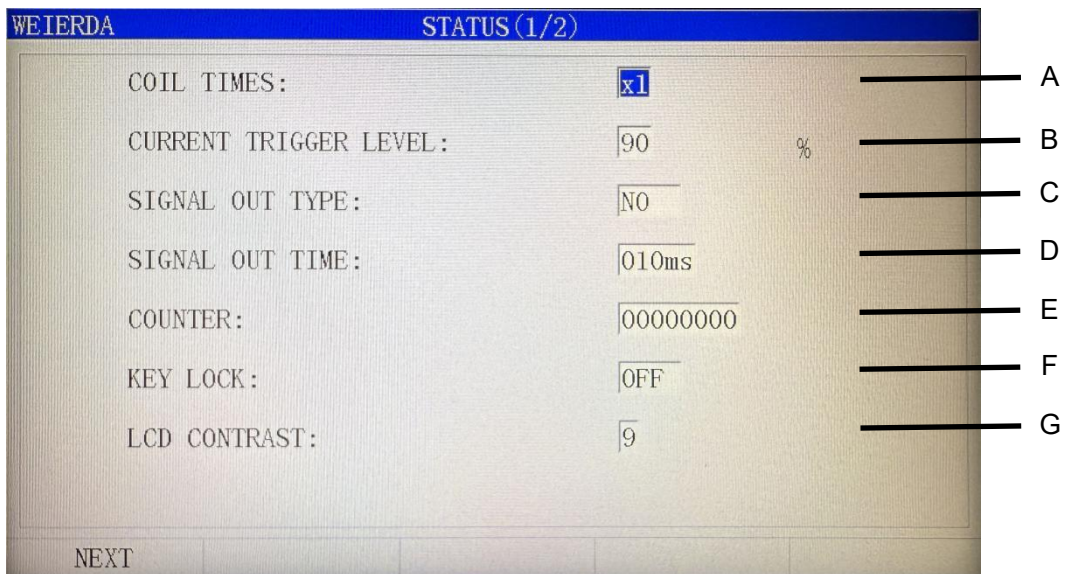 WEIERDA STATUS(1/2)
COIL TIMES: x1 A
CURRENT TRIGGER LEVEL: 90 % B
SIGNAL OUT TYPE: NO C
SIGNAL OUT TIME: 010ms D
COUNTER: 00000000 E
KEY LOCK: OFF F
LCD CONTRAST: 9 G
NEXT